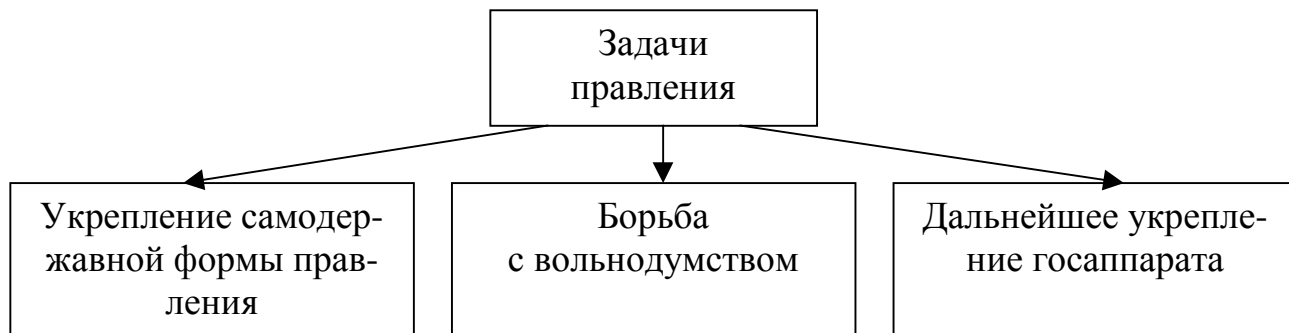 Задачи
правления
Укрепление самодер-
жавной формы прав-
ления
Борьба
с вольнодумством
Дальнейшее укрепле-
ние госаппарата